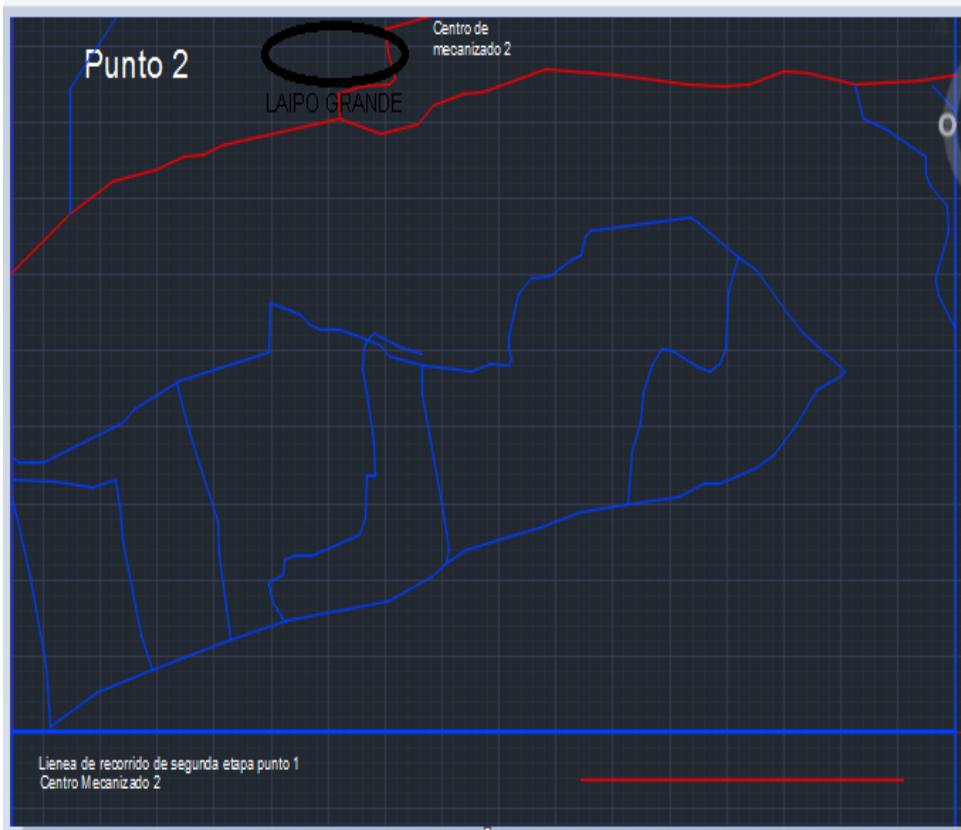 Centro de
mecanizado 2
Punto 2
LAIPO GRANDE
Lienea de recorrido de segunda etapa punto 1
Centro Mecanizado 2